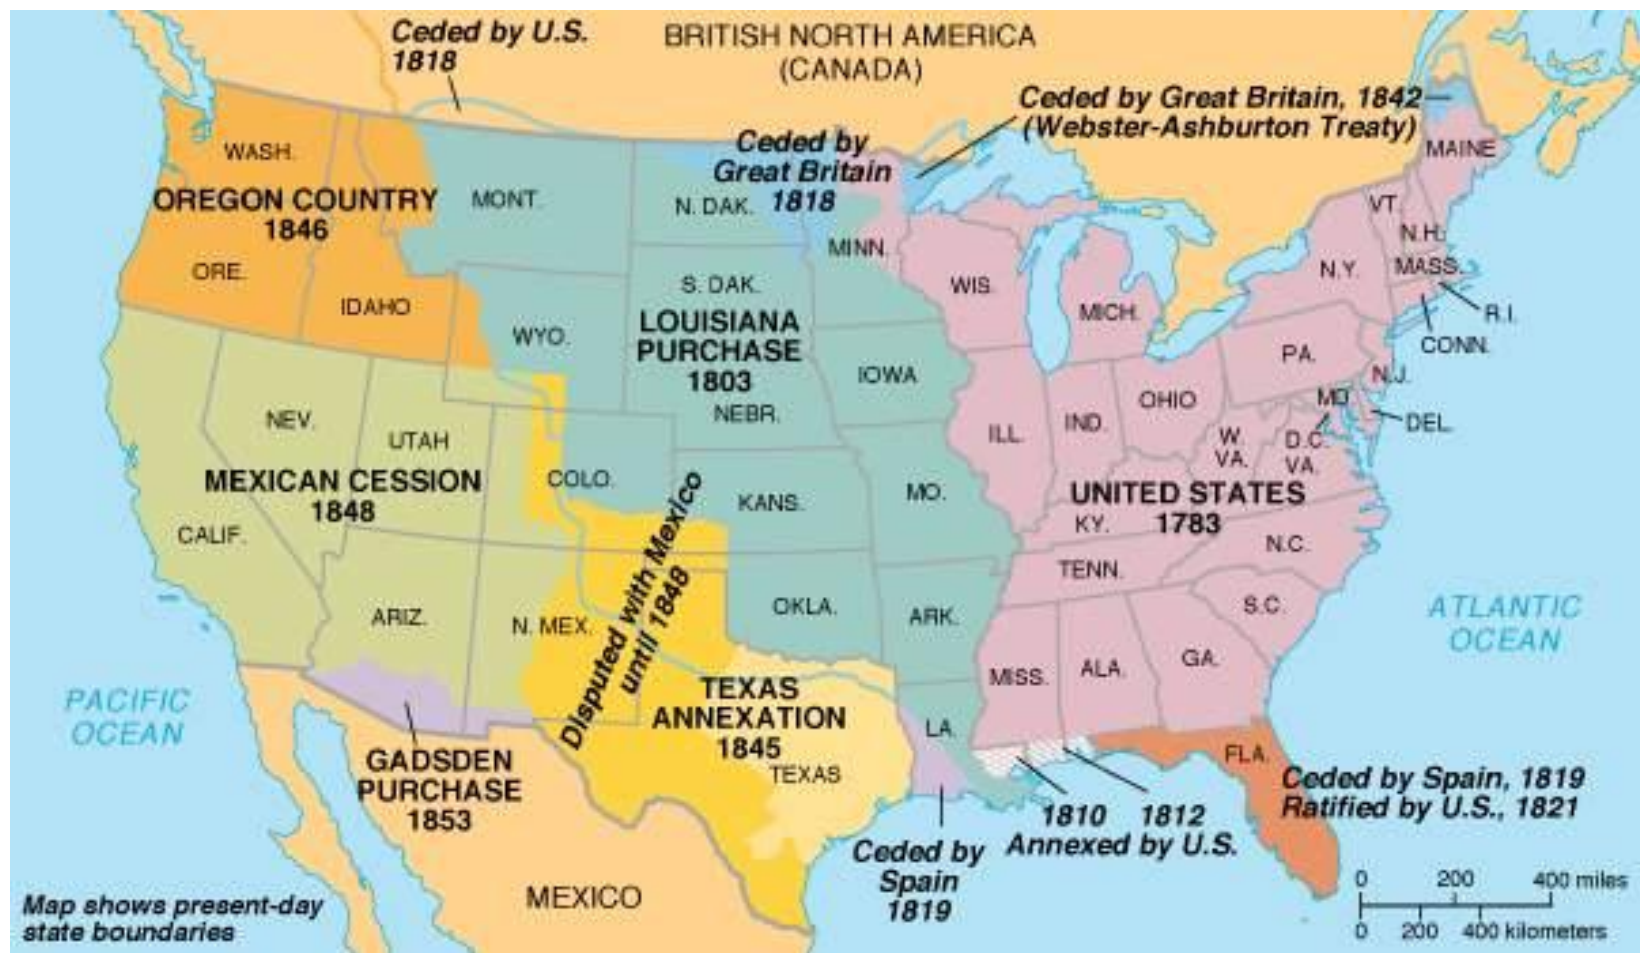 Ceded by U.S.
1818
BRITISH NORTH AMERICA
(CANADA)
Ceded by Great Britain, 1842
(Webster-Ashburton Treaty)
Ceded by
Great Britain
1818
WASH.
OREGON COUNTRY
1846
ORE.
IDAHO
MONT.
N. DAK.
MINN.
S. DAK.
WYO.
LOUISIANA
PURCHASE
1803
NEBR.
IOWA
WIS.
MICH.
MAINE
VT.
N.H.
MASS.
N.Y.
R.I.
CONN.
PA.
N.J.
MD.
DEL.
OHIO
IND.
ILL.
W.
VA.
D.C.
VA.
NEV.
UTAH
MEXICAN CESSION
1848
CALIF.
COLO.
KANS.
MO.
UNITED STATES
1783
KY.
N.C.
TENN.
S.C.
ARIZ.
N. MEX.
Disputed with Mexico
until 1848
OKLA.
ARK.
MISS.
ALA.
GA.
ATLANTIC
OCEAN
PACIFIC
OCEAN
TEXAS
ANNEXATION
1845
TEXAS
LA.
FLA.
GADSDEN
PURCHASE
1853
Ceded by Spain, 1819
Ratified by U.S., 1821
1810
1812
Annexed by U.S.
Ceded by
Spain
1819
MEXICO
Map shows present-day
state boundaries
0 200 400 miles
0 200 400 kilometers